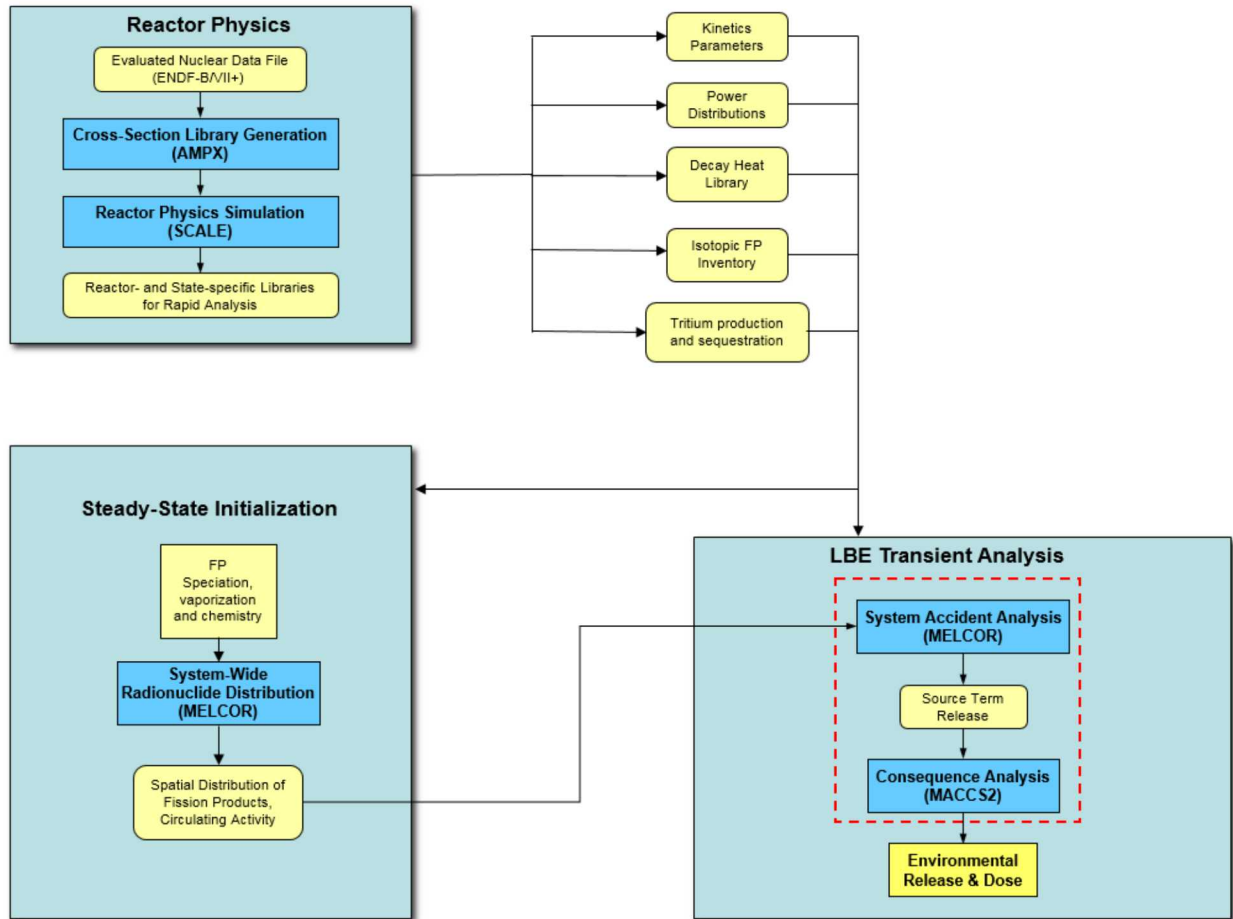 Reactor Physics
Evaluated Nuclear Data File
(ENDF-B/VII+)
Cross-Section Library Generation
(AMPX)
Reactor Physics Simulation
(SCALE)
Reactor- and State-specific Libraries
for Rapid Analysis
Kinetics
Parameters
Power
Distributions
Decay Heat
Library
Isotopic FP
Inventory
Tritium production
and sequestration
Steady-State Initialization
FP
Speciation,
vaporization
and chemistry
System-Wide
Radionuclide Distribution
(MELCOR)
Spatial Distribution of
Fission Products,
Circulating Activity
LBE Transient Analysis
System Accident Analysis
(MELCOR)
Source Term
Release
Consequence Analysis
(MACCS2)
Environmental
Release & Dose